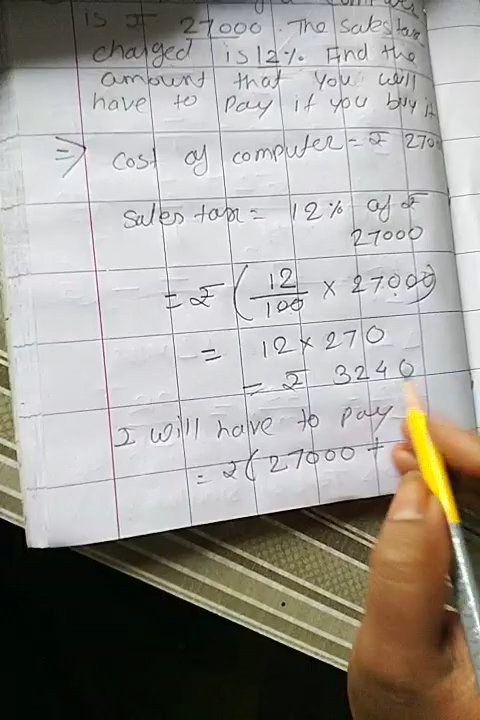 is ₹ 27000 The sales tax
charged is 12%. Find the
amount that you will
have to pay if you buy it
⇒ Cost of computer = ₹ 2700
Sales tax = 12% of ₹
27000
= ₹ (12/100 × 27000)
= 12 × 270
= ₹ 3240
I will have to pay
= ₹ (27000 +